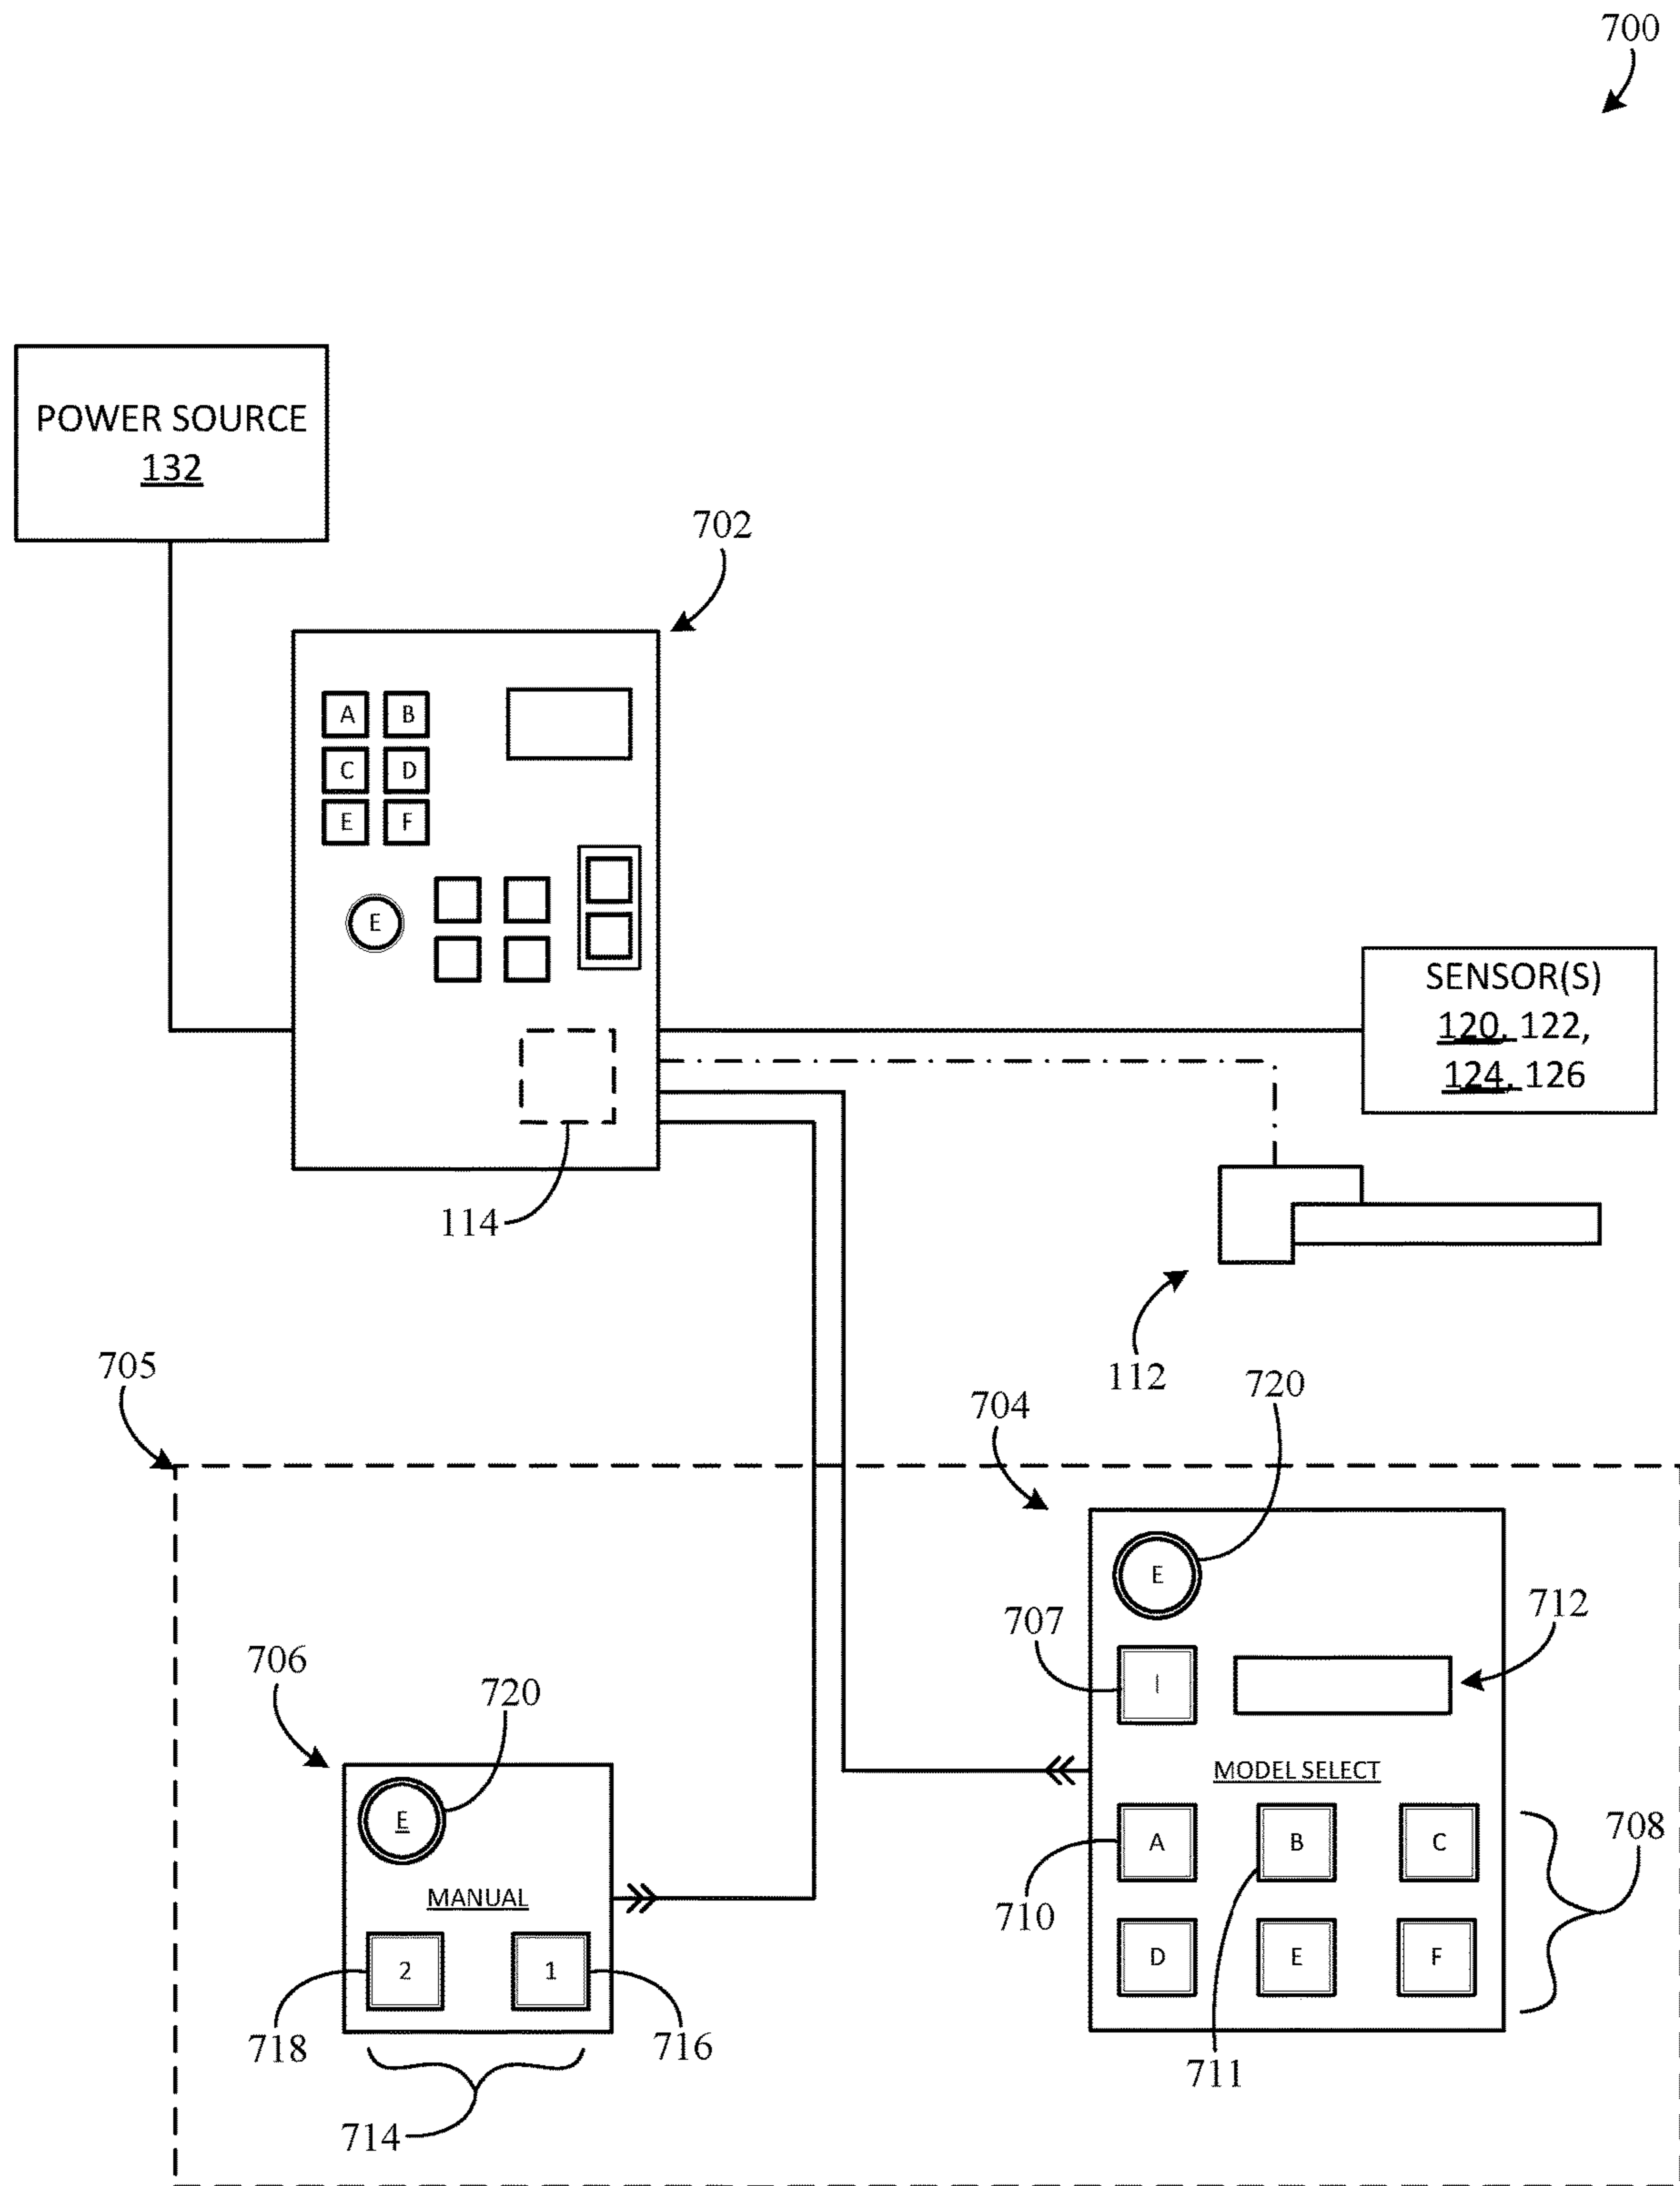 700
POWER SOURCE
132
702
A B
C D
E F
E
SENSOR(S)
120, 122,
124, 126
114
112
705
704
720
E
707
712
I
706
720
MODEL SELECT
E
A B C
708
MANUAL
710
D E F
2 1
718
716
711
714